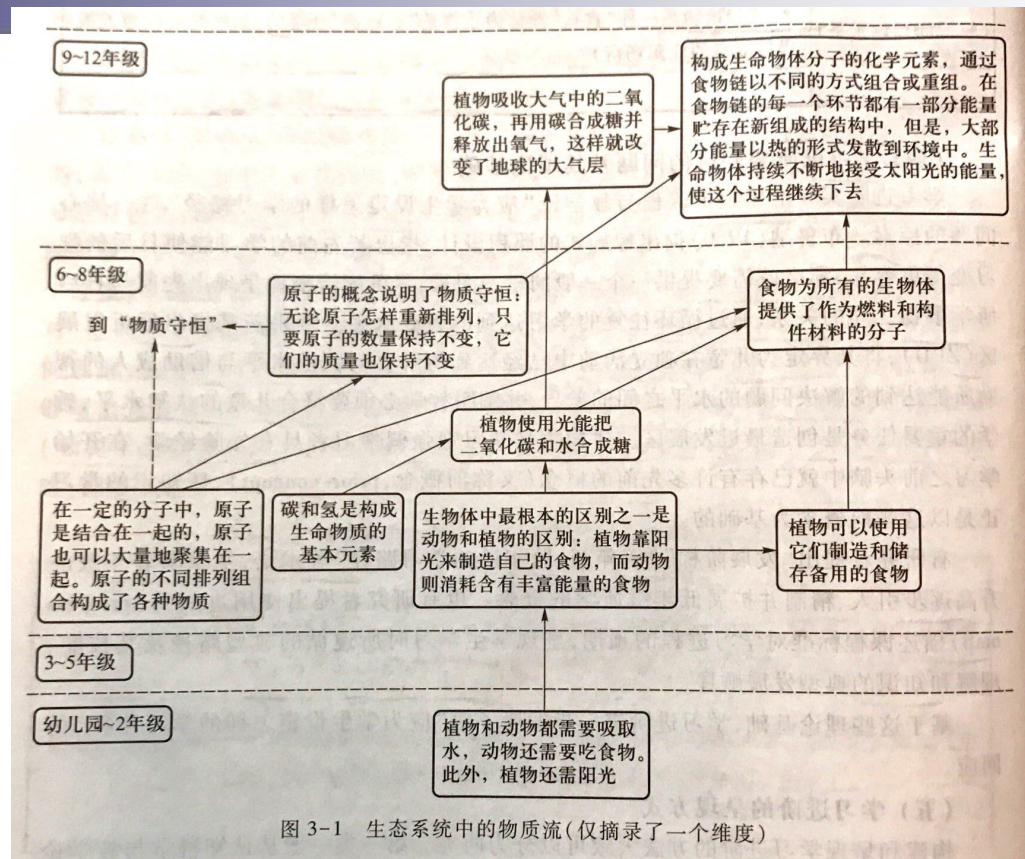 9~12年级
植物吸收大气中的二氧
化碳，再用碳合成糖并
释放出氧气，这样就改
变了地球的大气层
构成生命物体分子的化学元素，通过
食物链以不同的方式组合或重组。在
食物链的每一个环节都有一部分能量
贮存在新组成的结构中，但是，大部
分能量以热的形式发散到环境中。生
命物体持续不断地接受太阳光的能量，
使这个过程继续下去
6~8年级
到“物质守恒”
原子的概念说明了物质守恒：
无论原子怎样重新排列，只
要原子的数量保持不变，它
们的质量也保持不变
食物为所有的生物体
提供了作为燃料和构
件材料的分子
植物使用光能把
二氧化碳和水合成糖
在一定的分子中，原子
是结合在一起的，原子
也可以大量地聚集在一
起。原子的不同排列组
合构成了各种物质
碳和氢是构成
生命物质的
基本元素
生物体中最根本的区别之一是
动物和植物的区别：植物靠阳
光来制造自己的食物，而动物
则消耗含有丰富能量的食物
植物可以使用
它们制造和储
存备用的食物
3~5年级
幼儿园~2年级
植物和动物都需要吸取
水，动物还需要吃食物。
此外，植物还需阳光
图 3-1 生态系统中的物质流(仅摘录了一个维度)